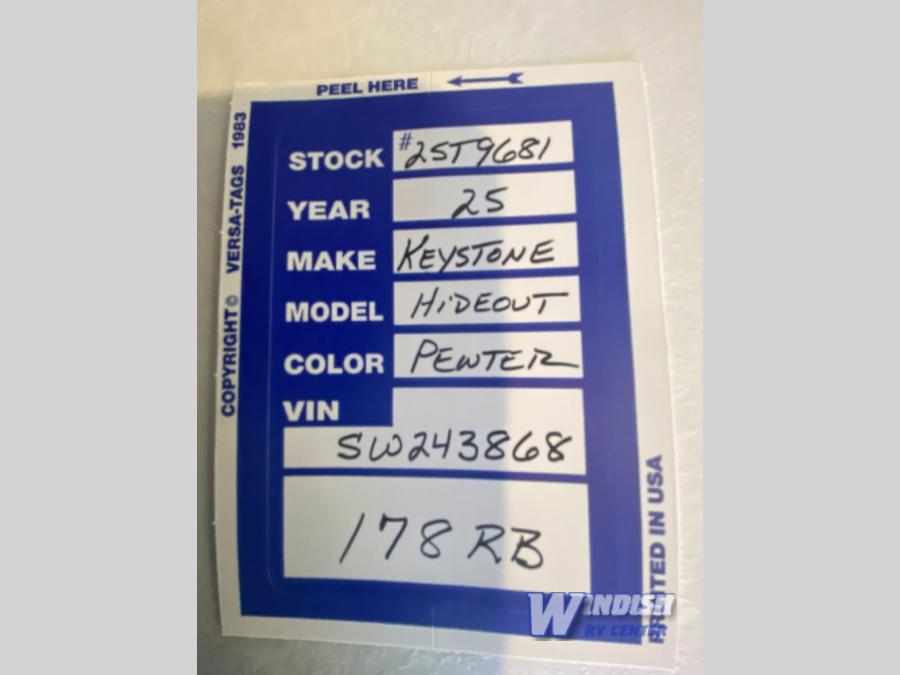 PEEL HERE
COPYRIGHT © VERSA-TAGS 1983
STOCK #25T9681
YEAR 25
MAKE KEYSTONE
MODEL HiDEOUT
COLOR PEWTER
VIN
SW243868
178 RB
PRINTED IN USA
WINDISH
RV CENTER